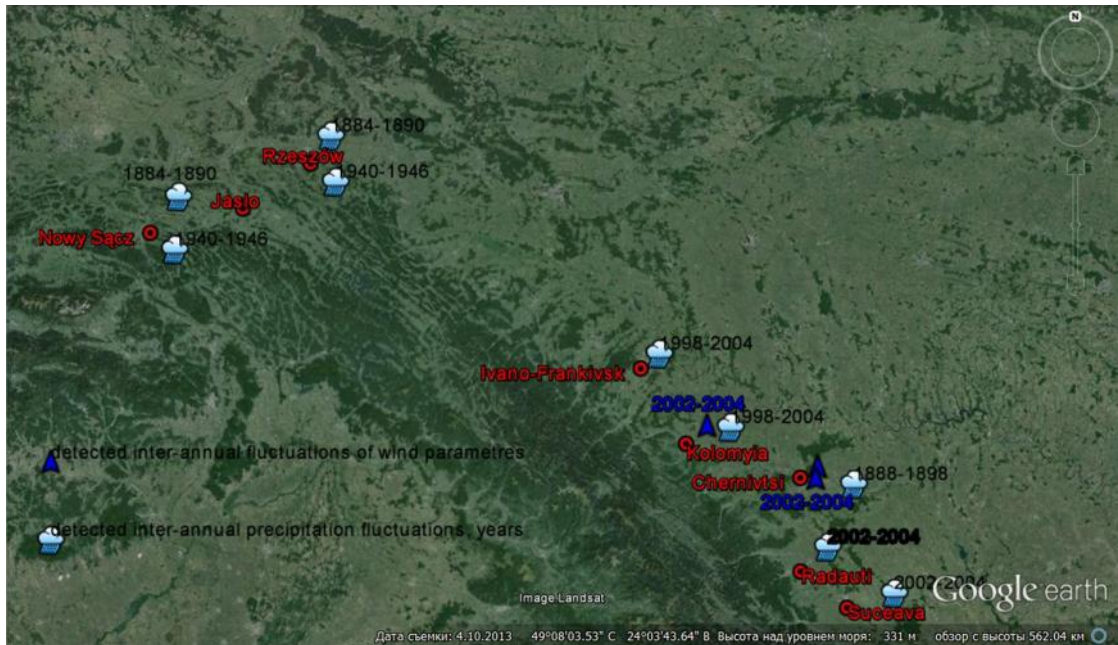 N
1884-1890
Rzeszów
1884-1890
1940-1946
Jaslo
Nowy Sącz
1940-1946
1998-2004
Ivano-Frankivsk
2002-2004
1998-2004
Kolomyia
detected inter-annual fluctuations of wind parametres
1888-1898
Chernivtsi
2002-2004
detected inter-annual precipitation fluctuations, years
2002-2004
Radauti
2002-2004
Google earth
Image Landsat
Suceava
Дата съемки: 4.10.2013 49°08'03.53" С 24°03'43.64" В Высота над уровнем моря: 331 м обзор с высоты 562.04 км